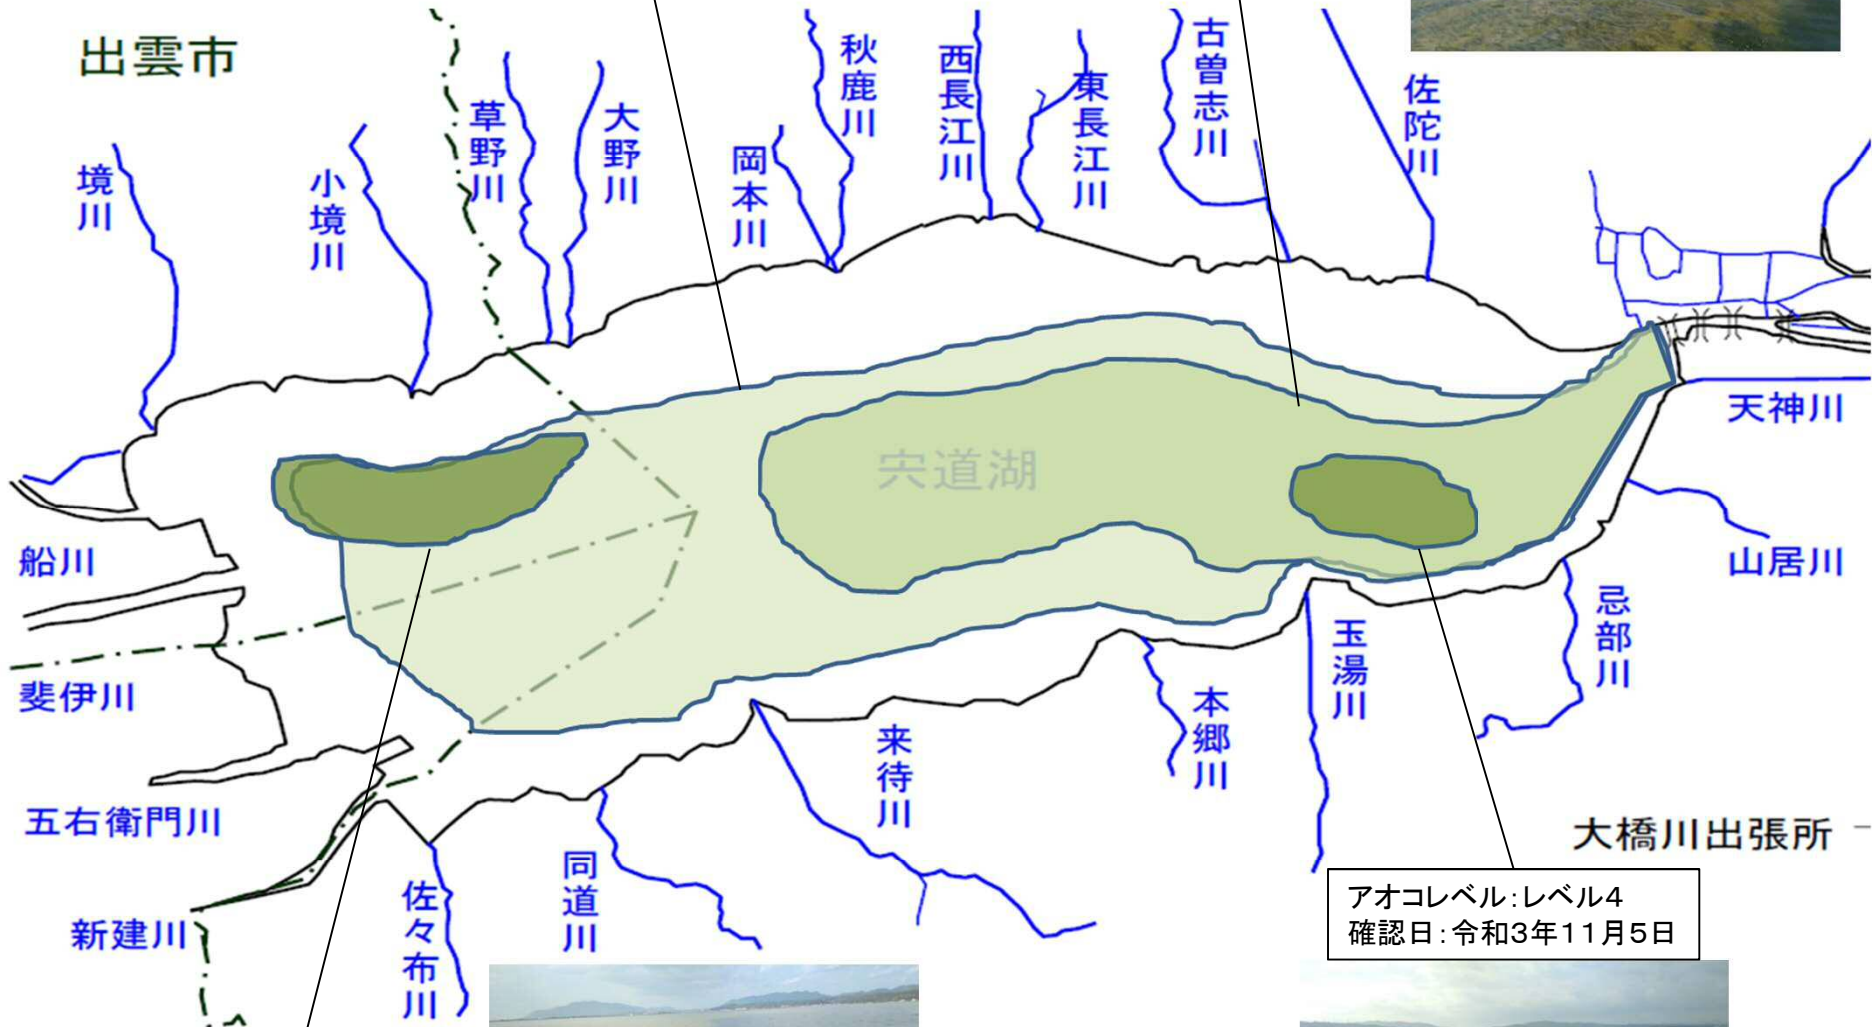 出雲市
境川
小境川
草野川
大野川
岡本川
秋鹿川
西長江川
東長江川
古曽志川
佐陀川
宍道湖
天神川
山居川
忌部川
玉湯川
本郷川
来待川
同道川
佐々布川
船川
斐伊川
五右衛門川
新建川
大橋川出張所
アオコレベル:レベル4
確認日:令和3年11月5日